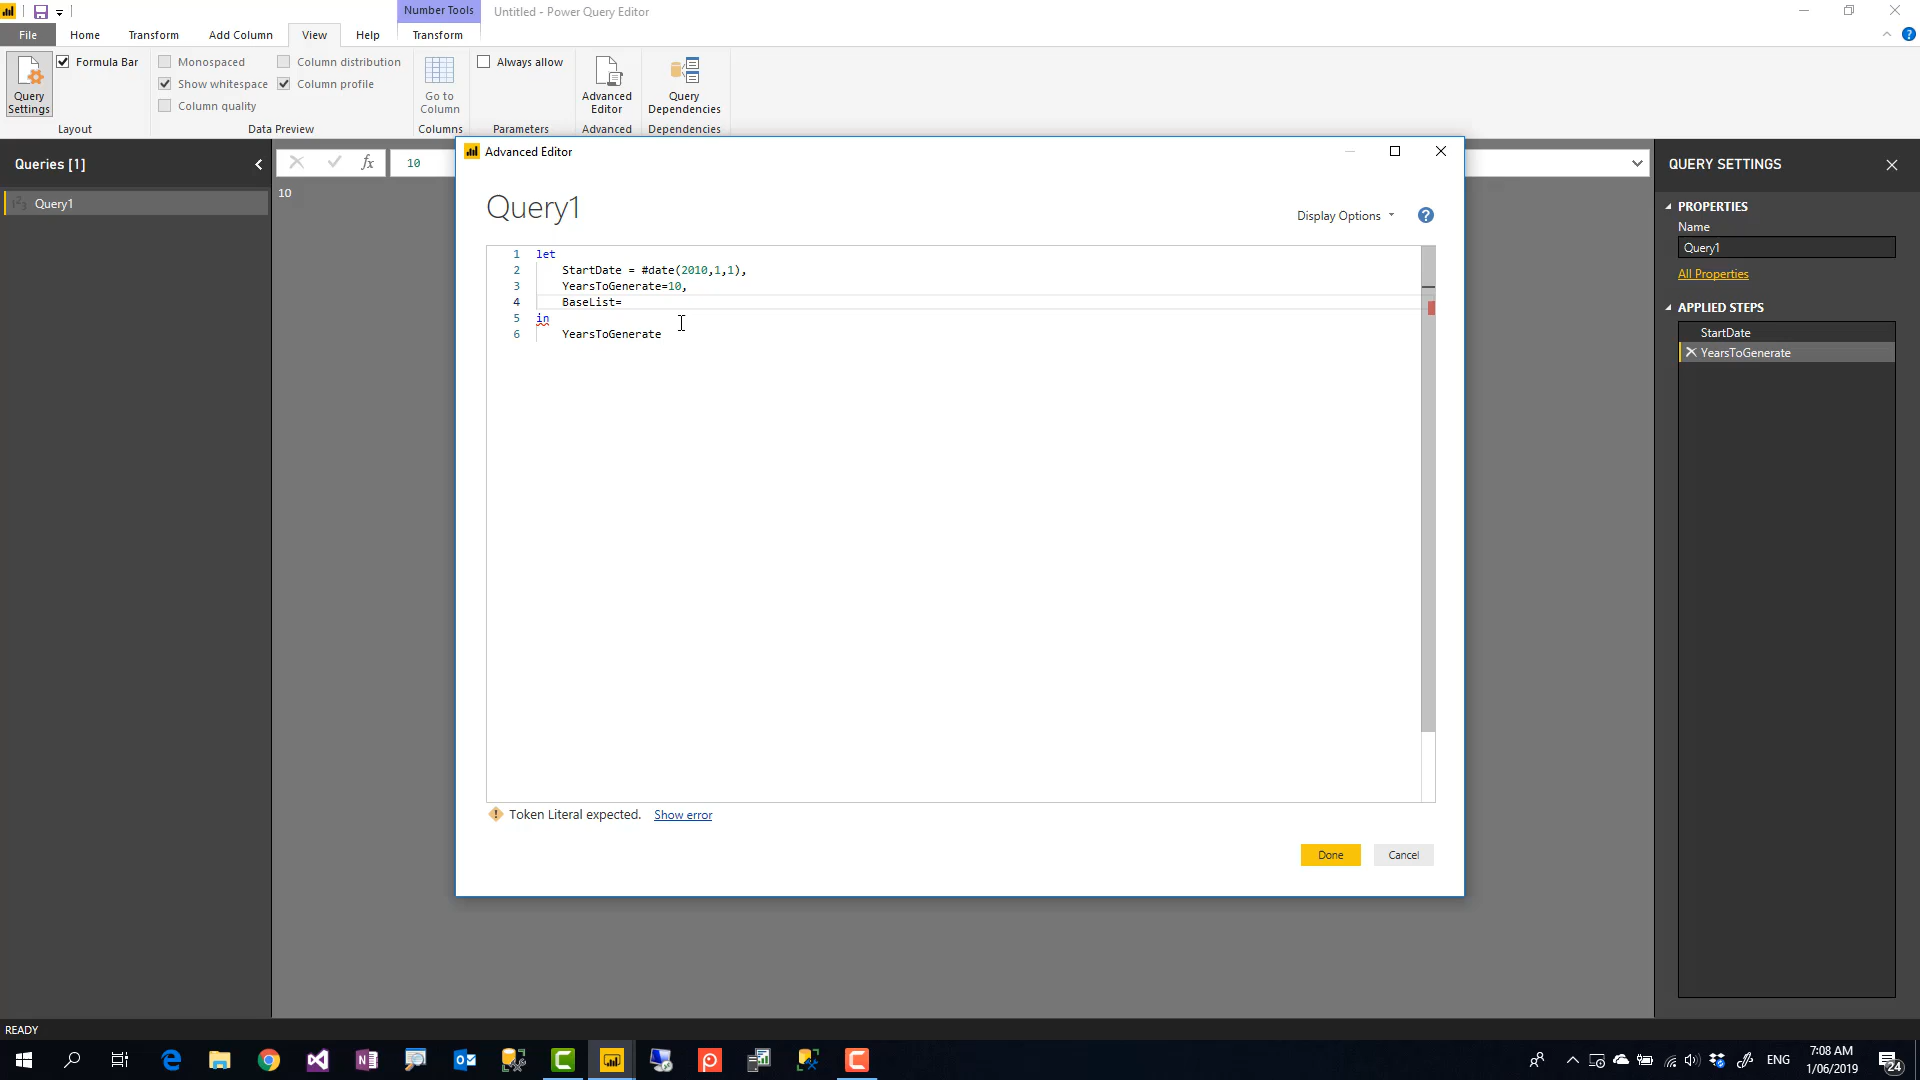 Number Tools
Untitled - Power Query Editor
File
Home
Transform
Add Column
View
Help
Transform
Query
Settings
Formula Bar
Layout
Monospaced
Show whitespace
Column quality
Column distribution
Column profile
Data Preview
Go to
Column
Columns
Always allow
Parameters
Advanced
Editor
Advanced
Query
Dependencies
Dependencies
Queries [1]
Query1
fx
10
10
Advanced Editor
Query1
Display Options
?
1 let
2 StartDate = #date(2010,1,1),
3 YearsToGenerate=10,
4 BaseList=
5 in
6 YearsToGenerate
Token Literal expected.
Show error
Done
Cancel
QUERY SETTINGS
PROPERTIES
Name
Query1
All Properties
APPLIED STEPS
StartDate
YearsToGenerate
READY
ENG
7:08 AM
1/06/2019
24